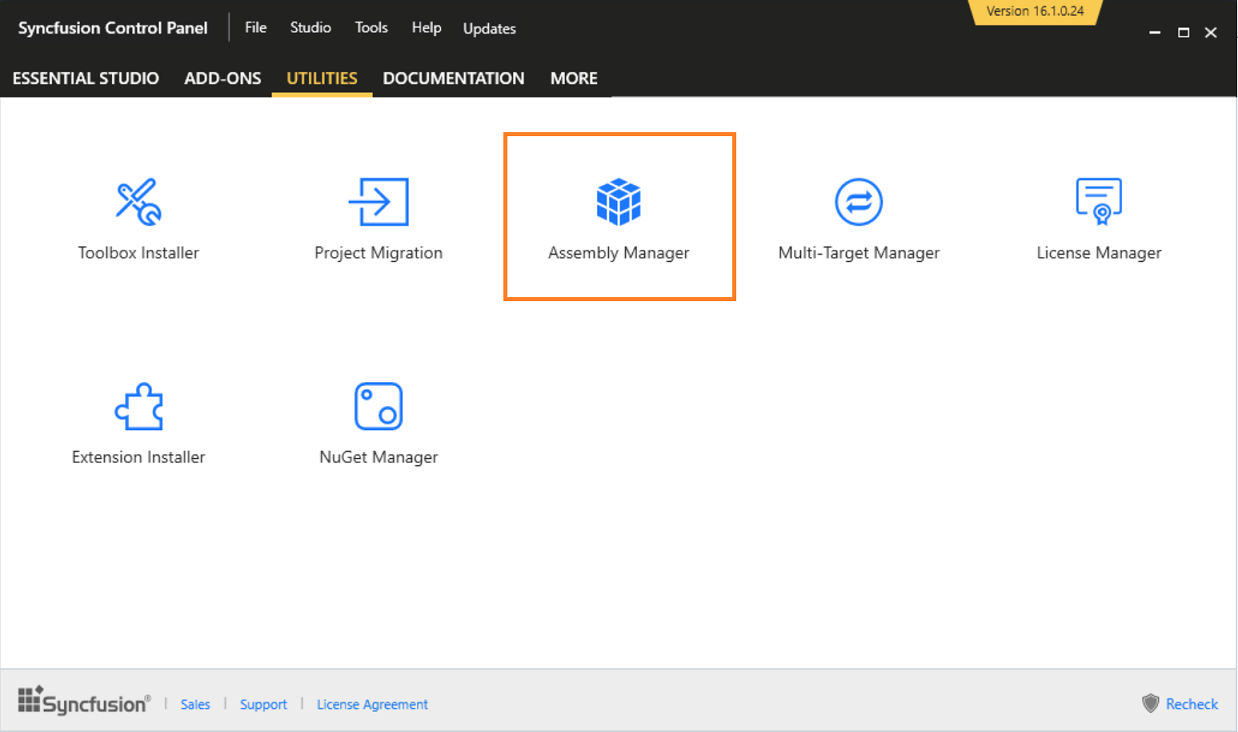 Version 16.1.0.24
Syncfusion Control Panel File Studio Tools Help Updates
ESSENTIAL STUDIO ADD-ONS UTILITIES DOCUMENTATION MORE
Toolbox Installer Project Migration Assembly Manager Multi-Target Manager License Manager
Extension Installer NuGet Manager
Syncfusion® | Sales | Support | License Agreement Recheck